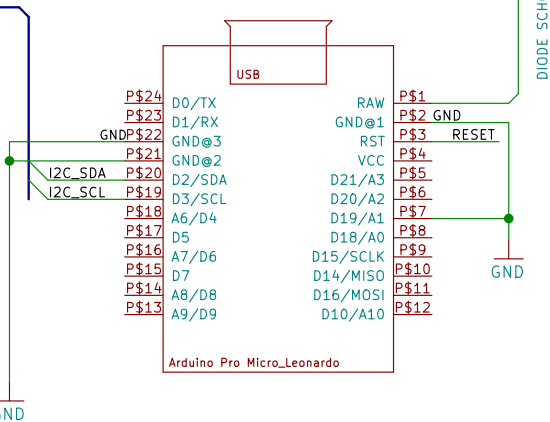 DIODE SCHO
USB
P$24 D0/TX RAW P$1
P$23 D1/RX GND@1 P$2 GND
GND P$22 GND@3 RST P$3 RESET
P$21 GND@2 VCC P$4
I2C_SDA P$20 D2/SDA D21/A3 P$5
I2C_SCL P$19 D3/SCL D20/A2 P$6
P$18 A6/D4 D19/A1 P$7
P$17 D5 D18/A0 P$8
P$16 A7/D6 D15/SCLK P$9
P$15 D7 D14/MISO P$10
GND
P$14 A8/D8 D16/MOSI P$11
P$13 A9/D9 D10/A10 P$12
Arduino Pro Micro_Leonardo
GND